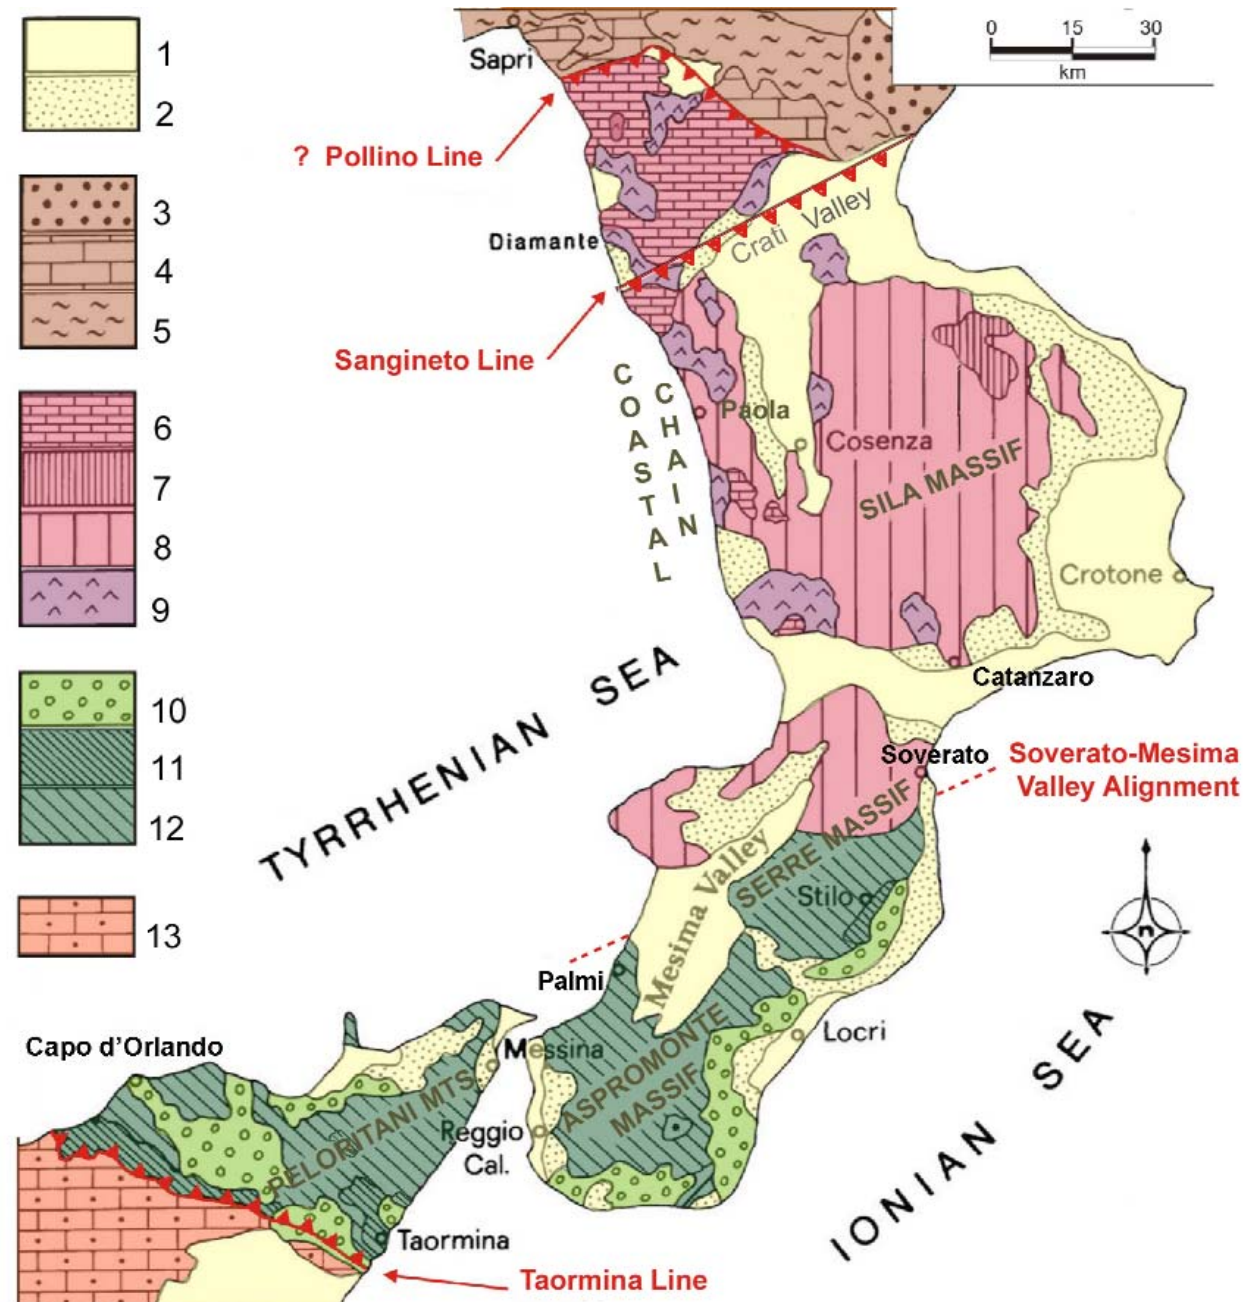 1
2
3
4
5
6
7
8
9
10
11
12
13
0 15 30
km
Sapri
? Pollino Line
Diamante
Crati Valley
Sangineto Line
COASTAL
CHAIN
Paola
Cosenza
SILA MASSIF
Crotone
TYRRHENIAN SEA
Catanzaro
Soverato
Soverato-Mesima
Valley Alignment
SERRE MASSIF
Mesima Valley
Stilo
n
Palmi
Locri
Capo d'Orlando
Messina
ASPROMONTE
MASSIF
PELORITANI MTS
Reggio
Cal.
IONIAN SEA
Taormina
Taormina Line